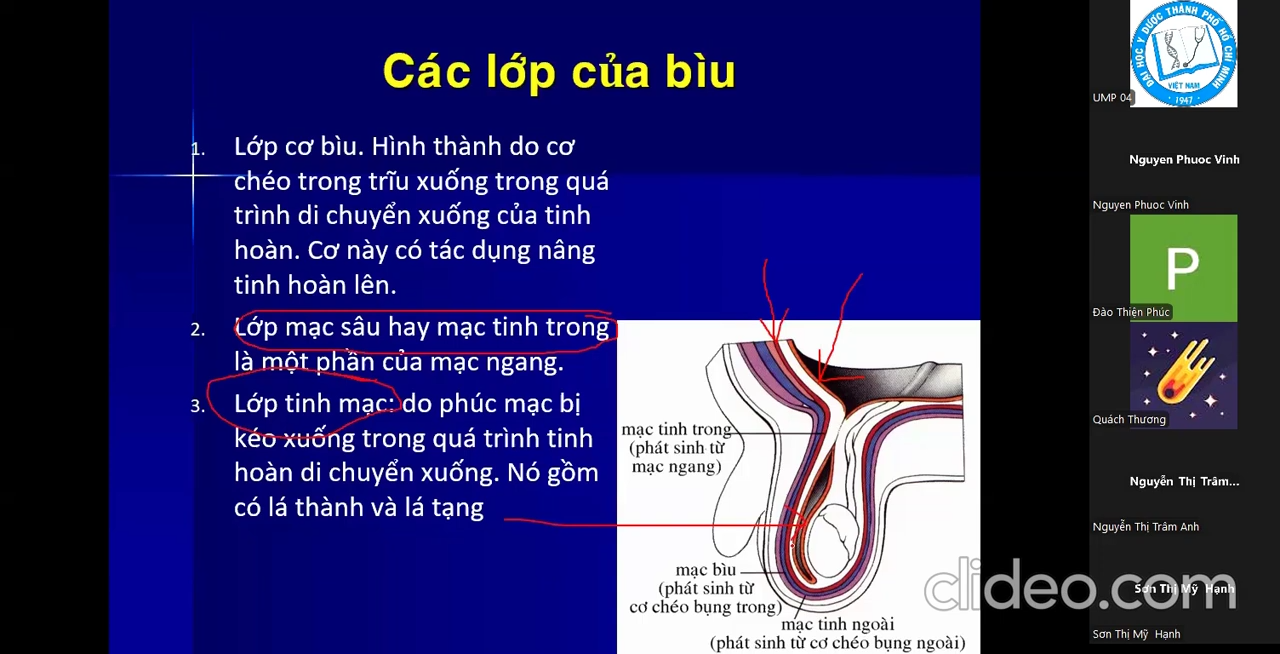 Các lớp của bìu
1. Lớp cơ bìu. Hình thành do cơ
chéo trong trĩu xuống trong quá
trình di chuyển xuống của tinh
hoàn. Cơ này có tác dụng nâng
tinh hoàn lên.
2. Lớp mạc sâu hay mạc tinh trong
là một phần của mạc ngang.
3. Lớp tinh mạc: do phúc mạc bị
kéo xuống trong quá trình tinh
hoàn di chuyển xuống. Nó gồm
có lá thành và lá tạng
mạc tinh trong
(phát sinh từ
mạc ngang)
mạc bìu
(phát sinh từ
cơ chéo bụng trong)
mạc tinh ngoài
(phát sinh từ cơ chéo bụng ngoài)
ĐẠI HỌC Y DƯỢC THÀNH PHỐ HỒ CHÍ MINH
VIỆT NAM
1947
UMP 04
Nguyen Phuoc Vinh
Nguyen Phuoc Vinh
P
Đào Thiện Phúc
Quách Thương
Nguyễn Thị Trâm...
Nguyễn Thị Trâm Anh
Sơn Thị Mỹ Hạnh
clideo.com
Sơn Thị Mỹ Hạnh